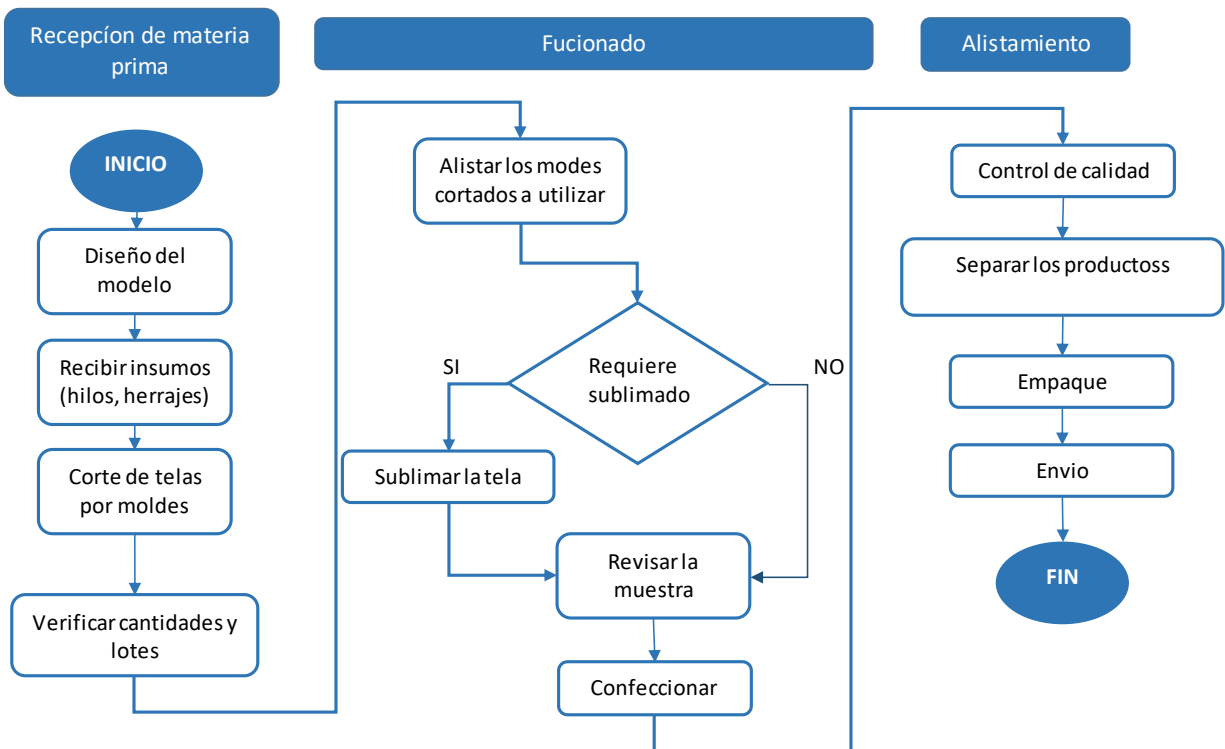 Recepcíon de materia
prima
Fucionado
Alistamiento
INICIO
Diseño del
modelo
Recibir insumos
(hilos, herrajes)
Corte de telas
por moldes
Verificar cantidades y
lotes
Alistar los modes
cortados a utilizar
Requiere
sublimado
SI
NO
Sublimar la tela
Revisar la
muestra
Confeccionar
Control de calidad
Separar los productoss
Empaque
Envio
FIN